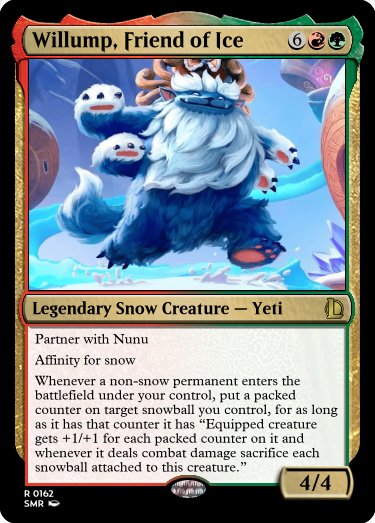 Willump, Friend of Ice 6
Legendary Snow Creature — Yeti
Partner with Nunu
Affinity for snow
Whenever a non-snow permanent enters the
battlefield under your control, put a packed
counter on target snowball you control, for as long
as it has that counter it has “Equipped creature
gets +1/+1 for each packed counter on it and
whenever it deals combat damage sacrifice each
snowball attached to this creature.”
4/4
R 0162
SMR